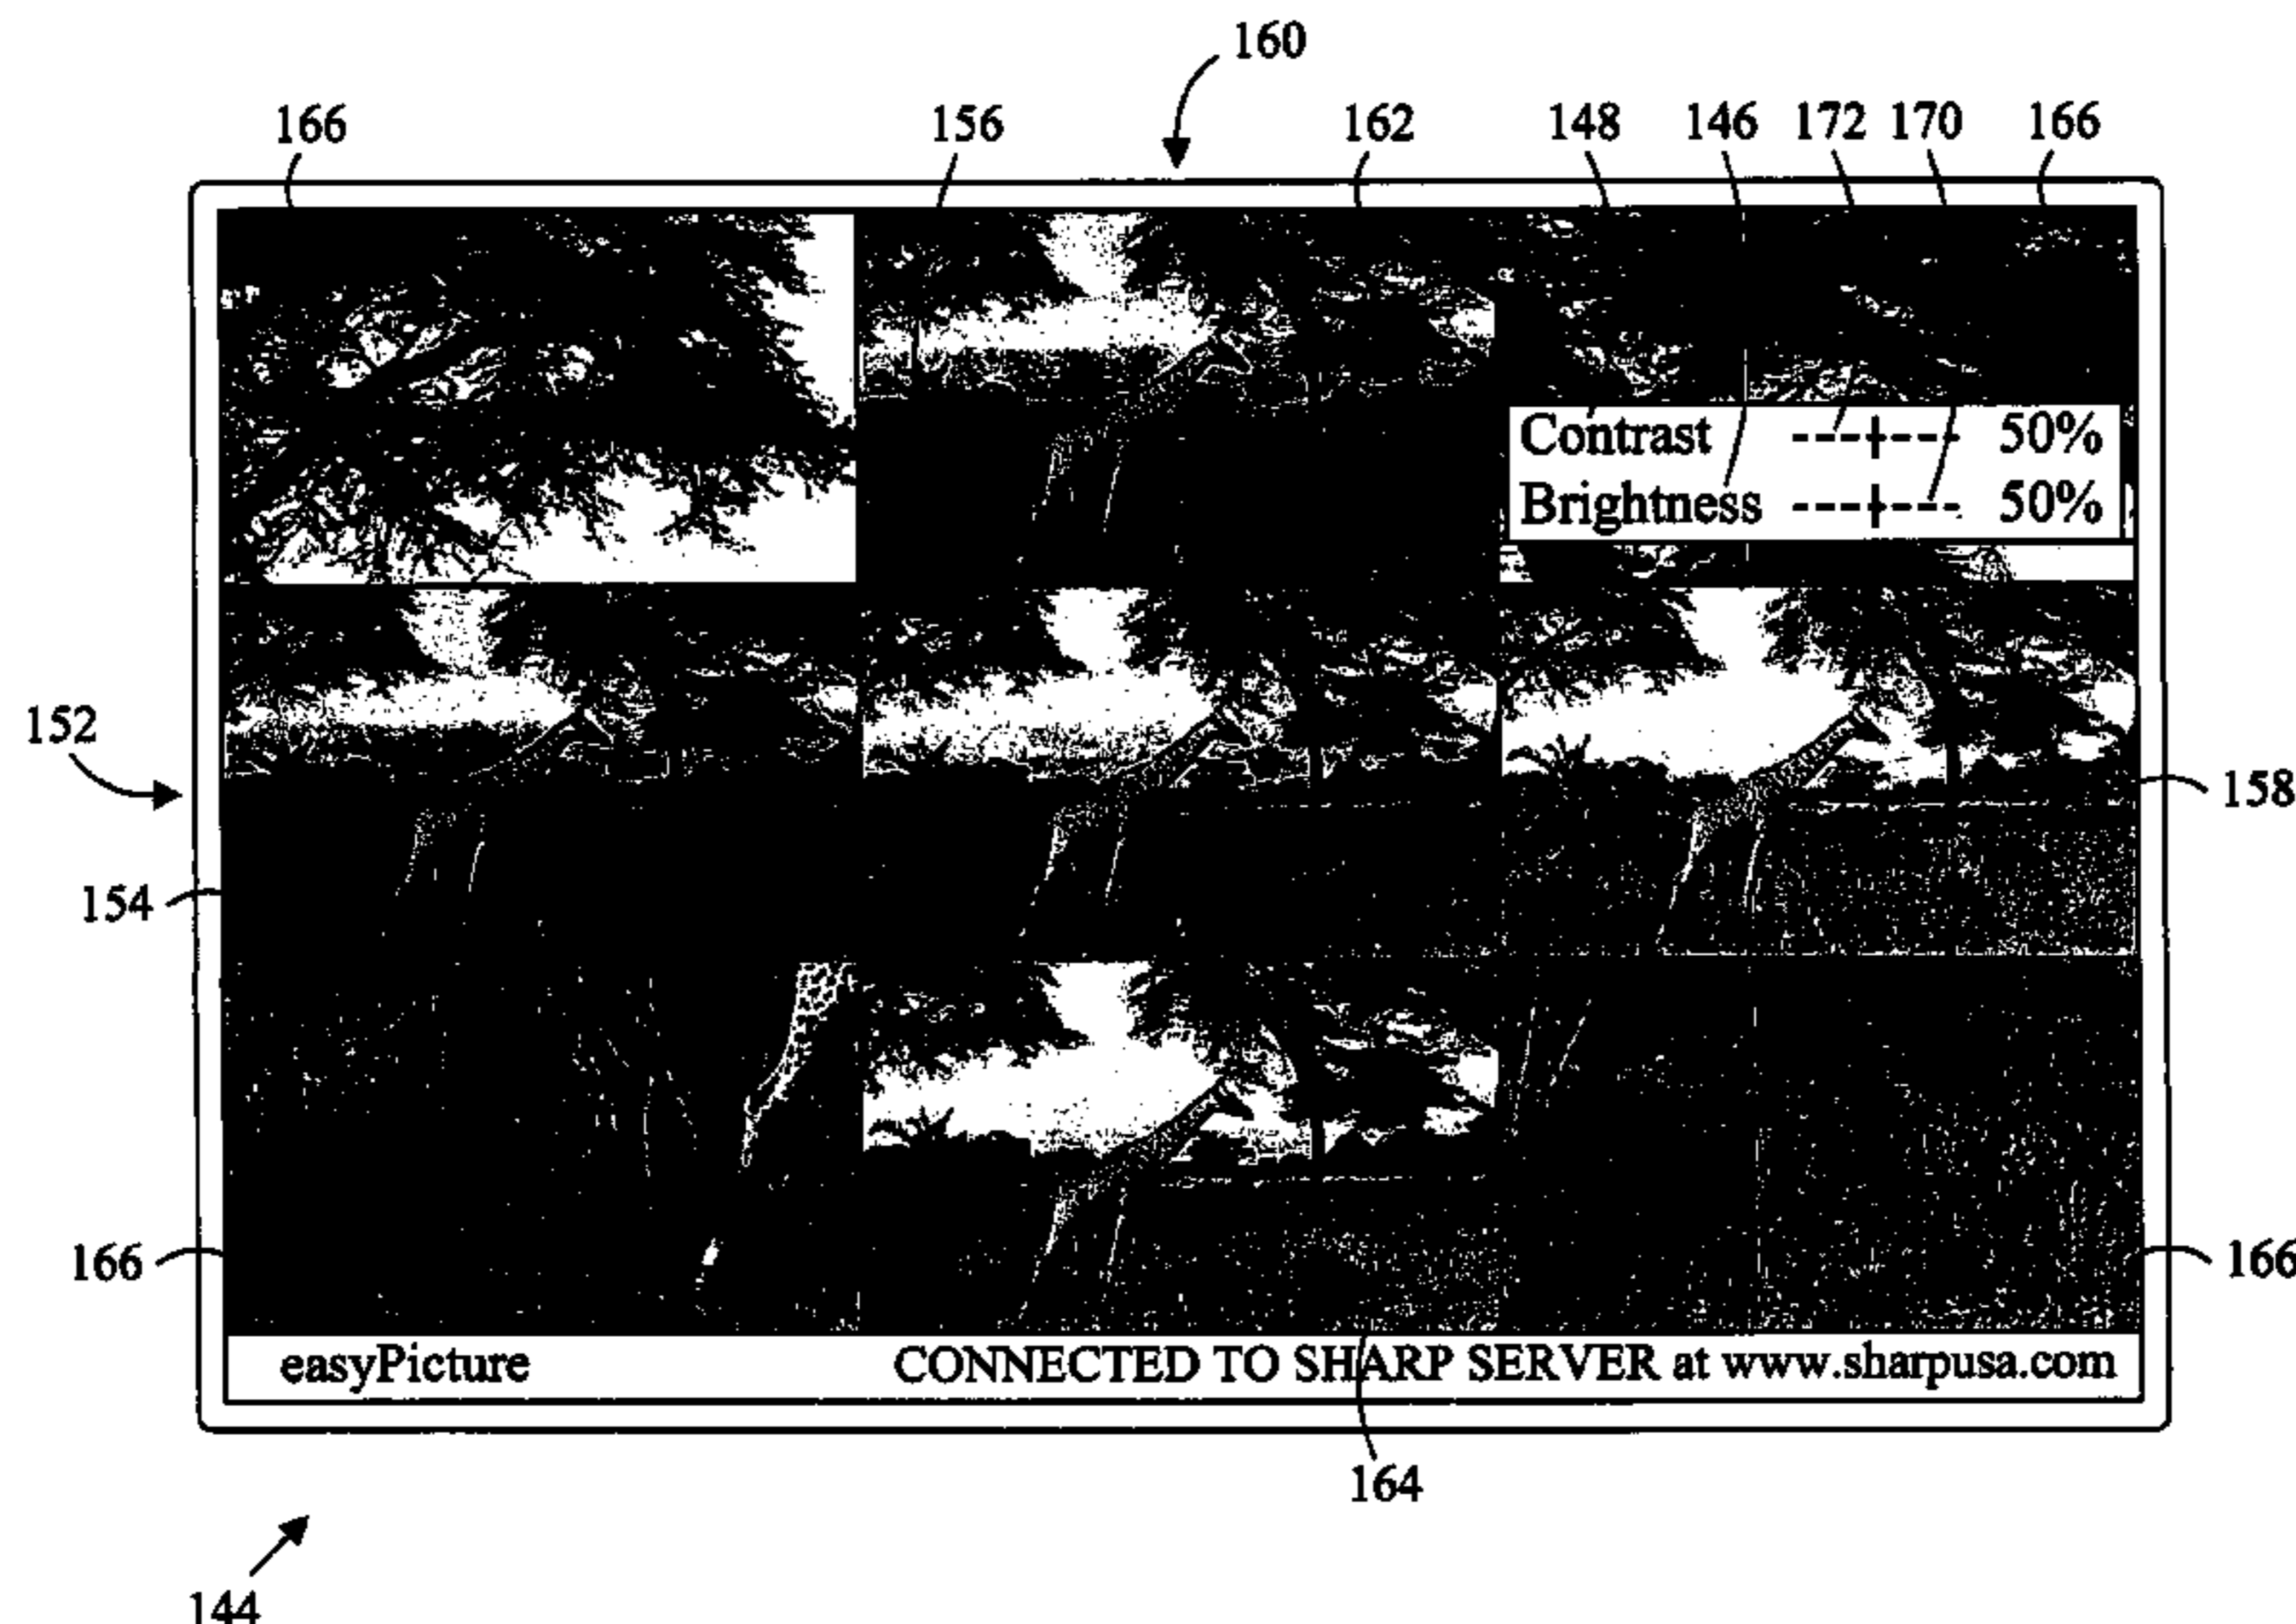 160
166 156 162 148 146 172 170 166
Contrast ---+--- 50%
Brightness ---+--- 50%
152
158
154
166
166
easyPicture CONNECTED TO SHARP SERVER at www.sharpusa.com
164
144